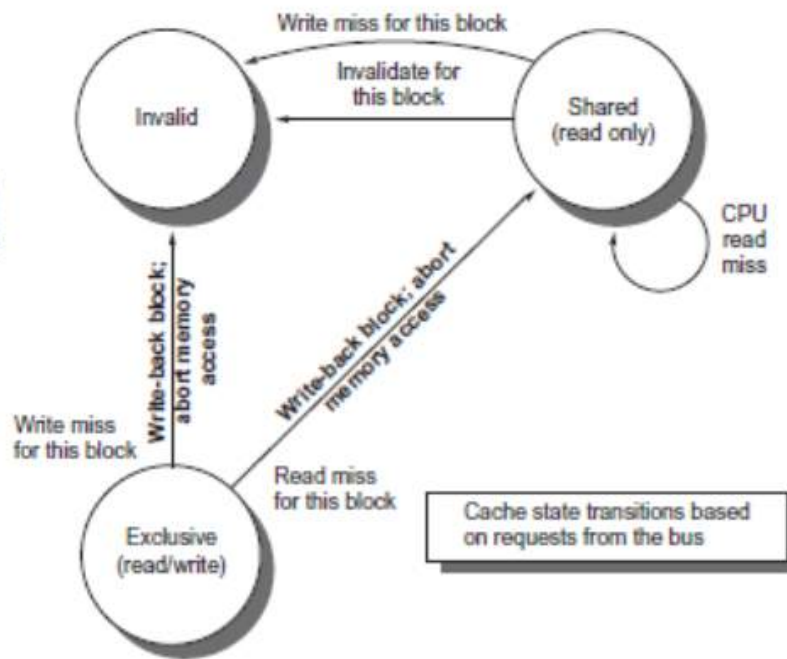 Write miss for this block
Invalidate for
this block
Invalid
Shared
(read only)
CPU
read
miss
Write-back block;
abort memory
access
Write-back block; abort
memory access
Write miss
for this block
Read miss
for this block
Exclusive
(read/write)
Cache state transitions based
on requests from the bus